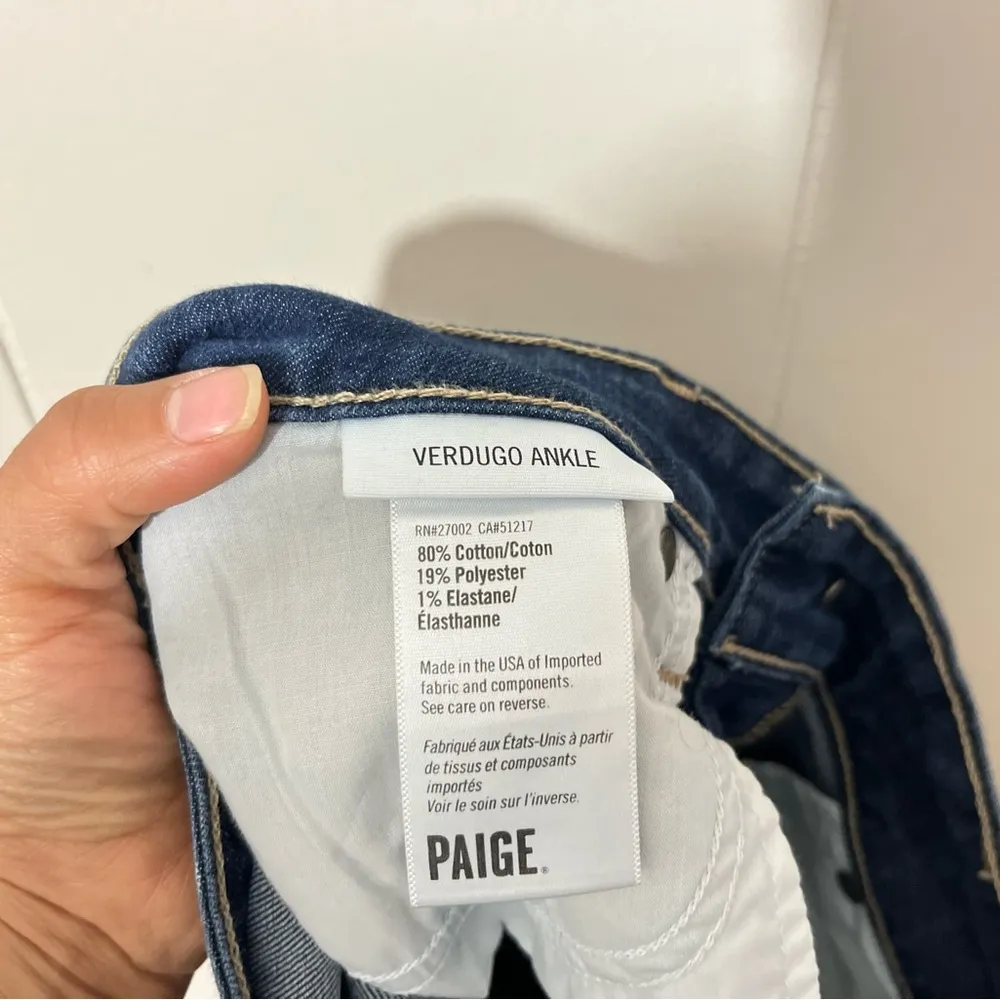 VERDUGO ANKLE
RN#27002 CA#51217
80% Cotton/Coton
19% Polyester
1% Elastane/
Élasthanne
Made in the USA of Imported
fabric and components.
See care on reverse.
Fabriqué aux États-Unis à partir
de tissus et composants
importés
Voir le soin sur l'inverse.
PAIGE®